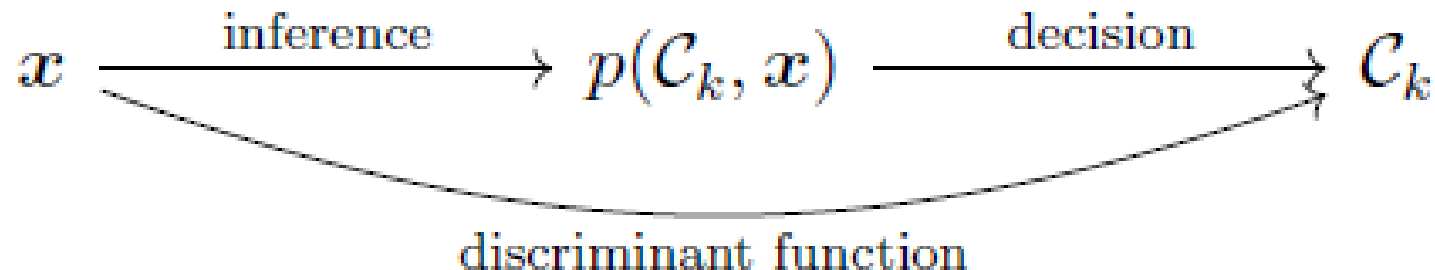 inference decision
x p(C_k, x) C_k
discriminant function